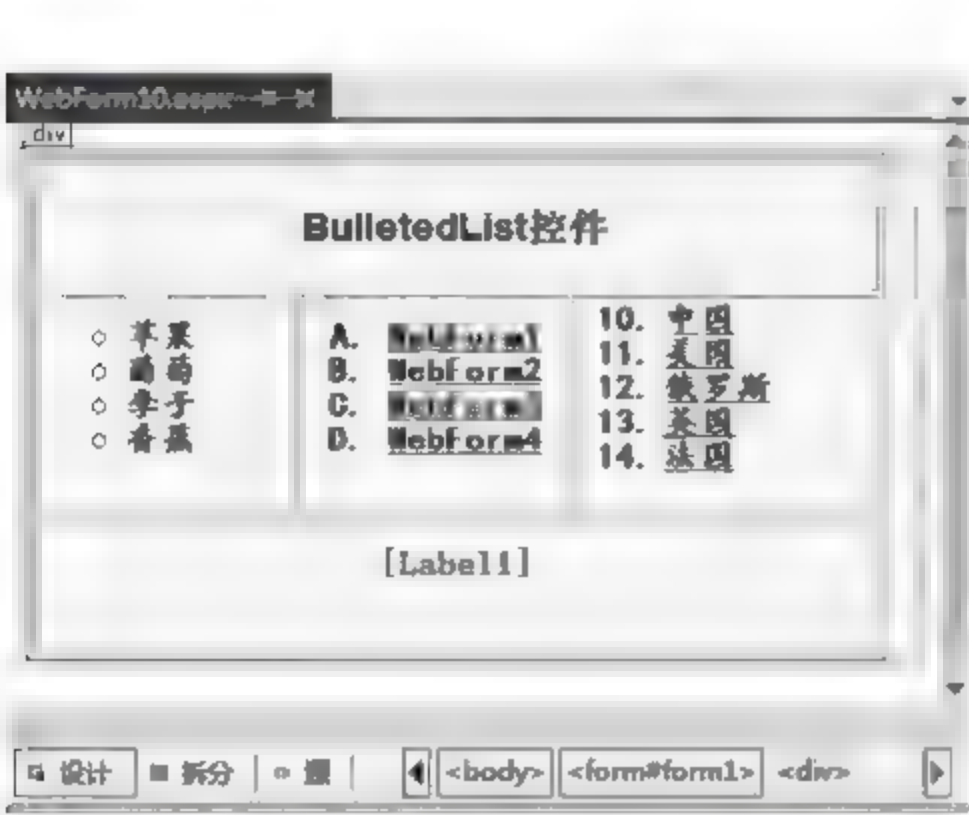 WebForm10.aspx
div
BulletedList控件
苹果
葡萄
李子
香蕉
A. WebForm1
B. WebForm2
C.
D. WebForm4
10. 中国
11. 美国
12. 俄罗斯
13. 英国
14. 法国
[Label1]
设计 拆分 源 <body> <form#form1> <div>